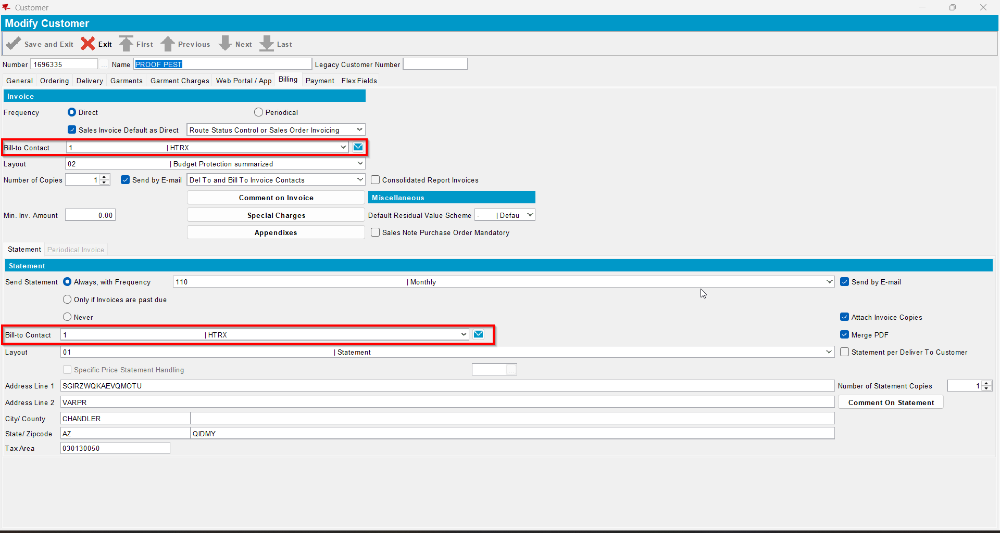 Customer
Modify Customer
Save and Exit Exit First Previous Next Last
Number 1696335 ... Name PROOF PEST Legacy Customer Number
General Ordering Delivery Garments Garment Charges Web Portal / App Billing Payment Flex Fields
Invoice
Frequency Direct Periodical
Sales Invoice Default as Direct Route Status Control or Sales Order Invoicing
Bill-to Contact 1 | HTRX
Layout 02 | Budget Protection summarized
Number of Copies 1 Send by E-mail Del To and Bill To Invoice Contacts Consolidated Report Invoices
Comment on Invoice Miscellaneous
Min. Inv. Amount 0.00 Special Charges Default Residual Value Scheme - | Defau
Appendixes Sales Note Purchase Order Mandatory
Statement Periodical Invoice
Statement
Send Statement Always, with Frequency 110 | Monthly Send by E-mail
Only if Invoices are past due
Never Attach Invoice Copies
Bill-to Contact 1 | HTRX Merge PDF
Layout 01 | Statement Statement per Deliver To Customer
Specific Price Statement Handling ...
Address Line 1 SGIRZWQKAEVQMOTU Number of Statement Copies 1
Address Line 2 VARPR Comment On Statement
City/ County CHANDLER
State/ Zipcode AZ QIDMY
Tax Area 030130050